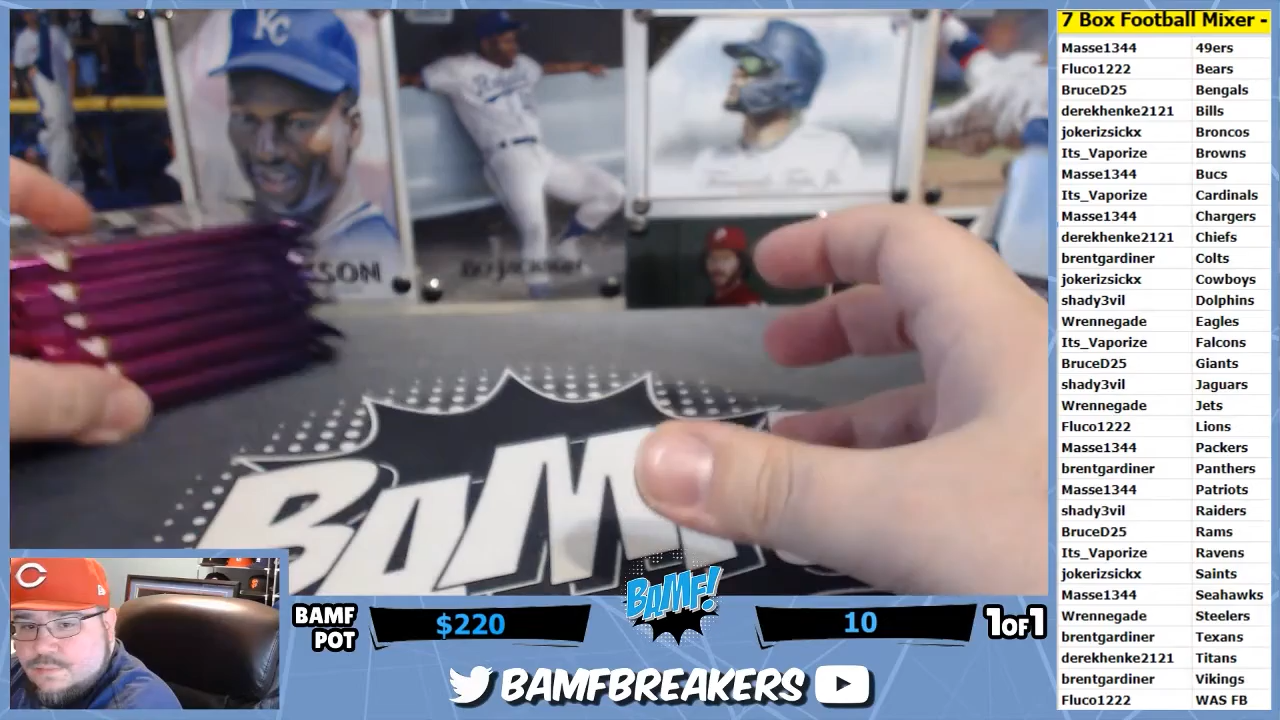 7 Box Football Mixer -
Masse1344 49ers
Fluco1222 Bears
BruceD25 Bengals
derekhenke2121 Bills
jokerizsickx Broncos
Its_Vaporize Browns
Masse1344 Bucs
Its_Vaporize Cardinals
Masse1344 Chargers
derekhenke2121 Chiefs
brentgardiner Colts
jokerizsickx Cowboys
shady3vil Dolphins
Wrennegade Eagles
Its_Vaporize Falcons
BruceD25 Giants
shady3vil Jaguars
Wrennegade Jets
Fluco1222 Lions
Masse1344 Packers
brentgardiner Panthers
Masse1344 Patriots
shady3vil Raiders
BruceD25 Rams
Its_Vaporize Ravens
jokerizsickx Saints
Masse1344 Seahawks
Wrennegade Steelers
brentgardiner Texans
derekhenke2121 Titans
brentgardiner Vikings
Fluco1222 WAS FB
KC
BAM
BAMF POT
$220
BAMF!
10
1OF1
BAMFBREAKERS
C